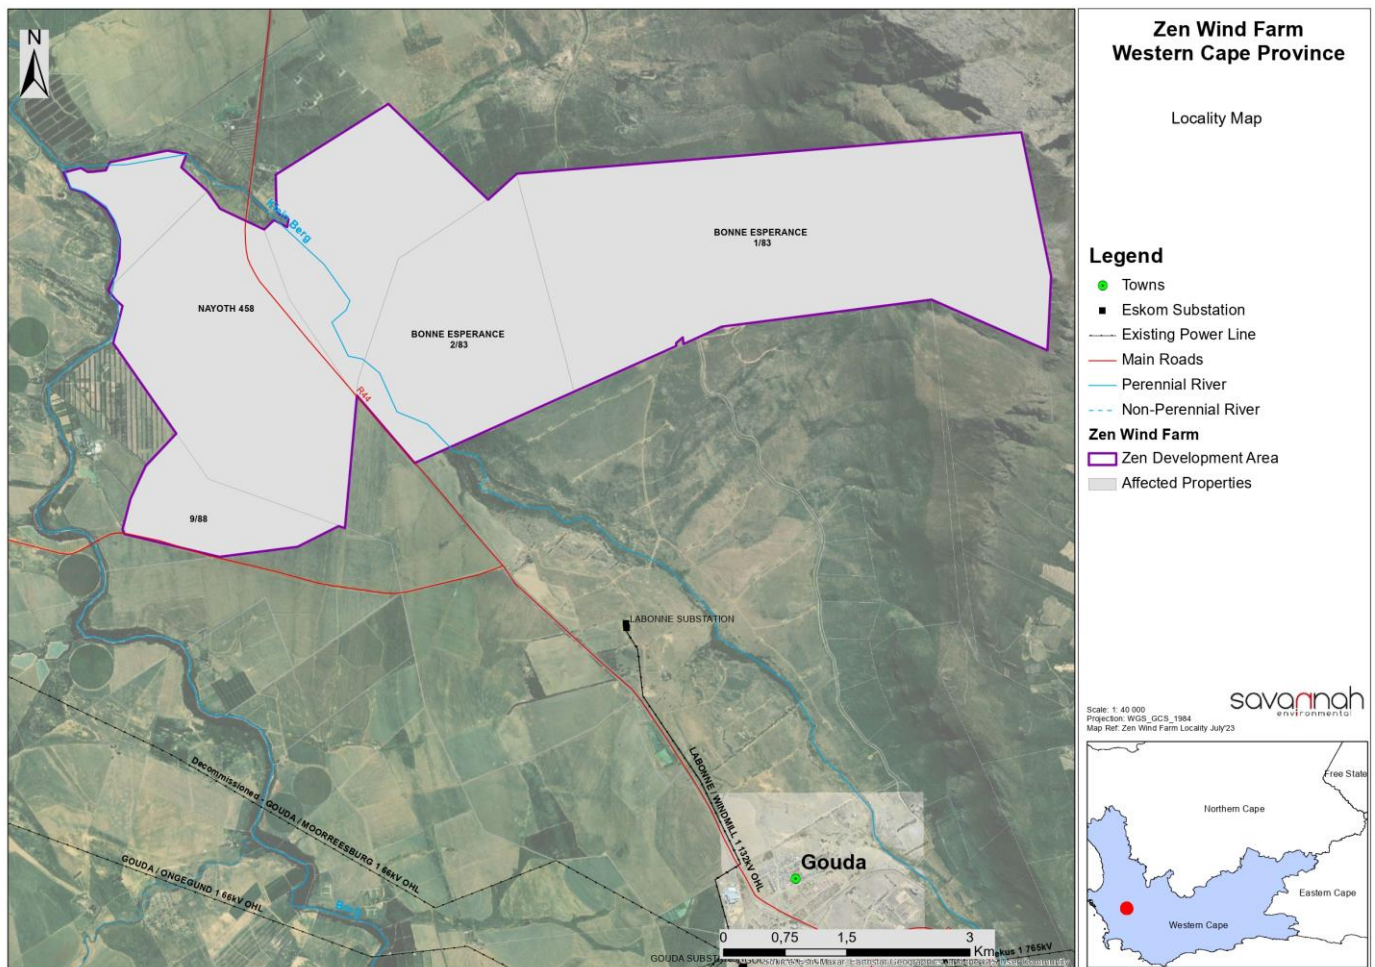 Zen Wind Farm
Western Cape Province
Locality Map
N
Klein Berg
BONNE ESPERANCE
1/83
NAYOTH 458
BONNE ESPERANCE
2/83
R44
9/88
LABONNE SUBSTATION
LABONNE / WINDMILL 1 132kV OHL
Decommissioned - GOUDA / MOORREESBURG 1 66kV OHL
GOUDA / ONGEGUND 1 66kV OHL
Berg
Gouda
0 0,75 1,5 3
Km
1 765kV
Legend
Towns
Eskom Substation
Existing Power Line
Main Roads
Perennial River
Non-Perennial River
Zen Wind Farm
Zen Development Area
Affected Properties
savannah
environmental
Scale: 1: 40 000
Projection: WGS_GCS_1984
Map Ref: Zen Wind Farm Locality July'23
Free State
Northern Cape
Eastern Cape
Western Cape